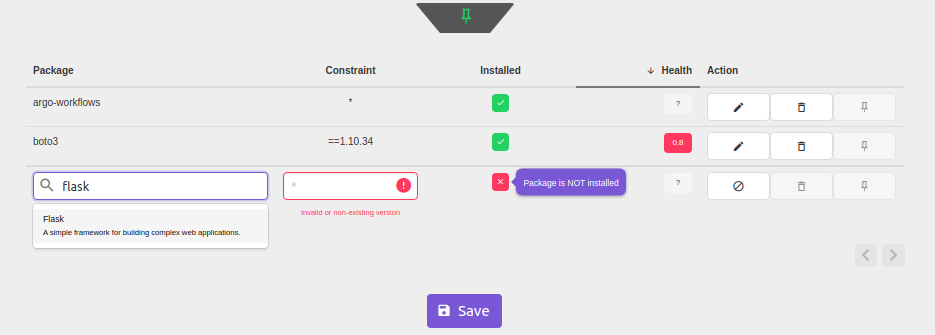 Package Constraint Installed Health Action
argo-workflows * ?
boto3 ==1.10.34 0.8
flask * Package is NOT installed ?
Invalid or non-existing version
Flask
A simple framework for building complex web applications.
Save